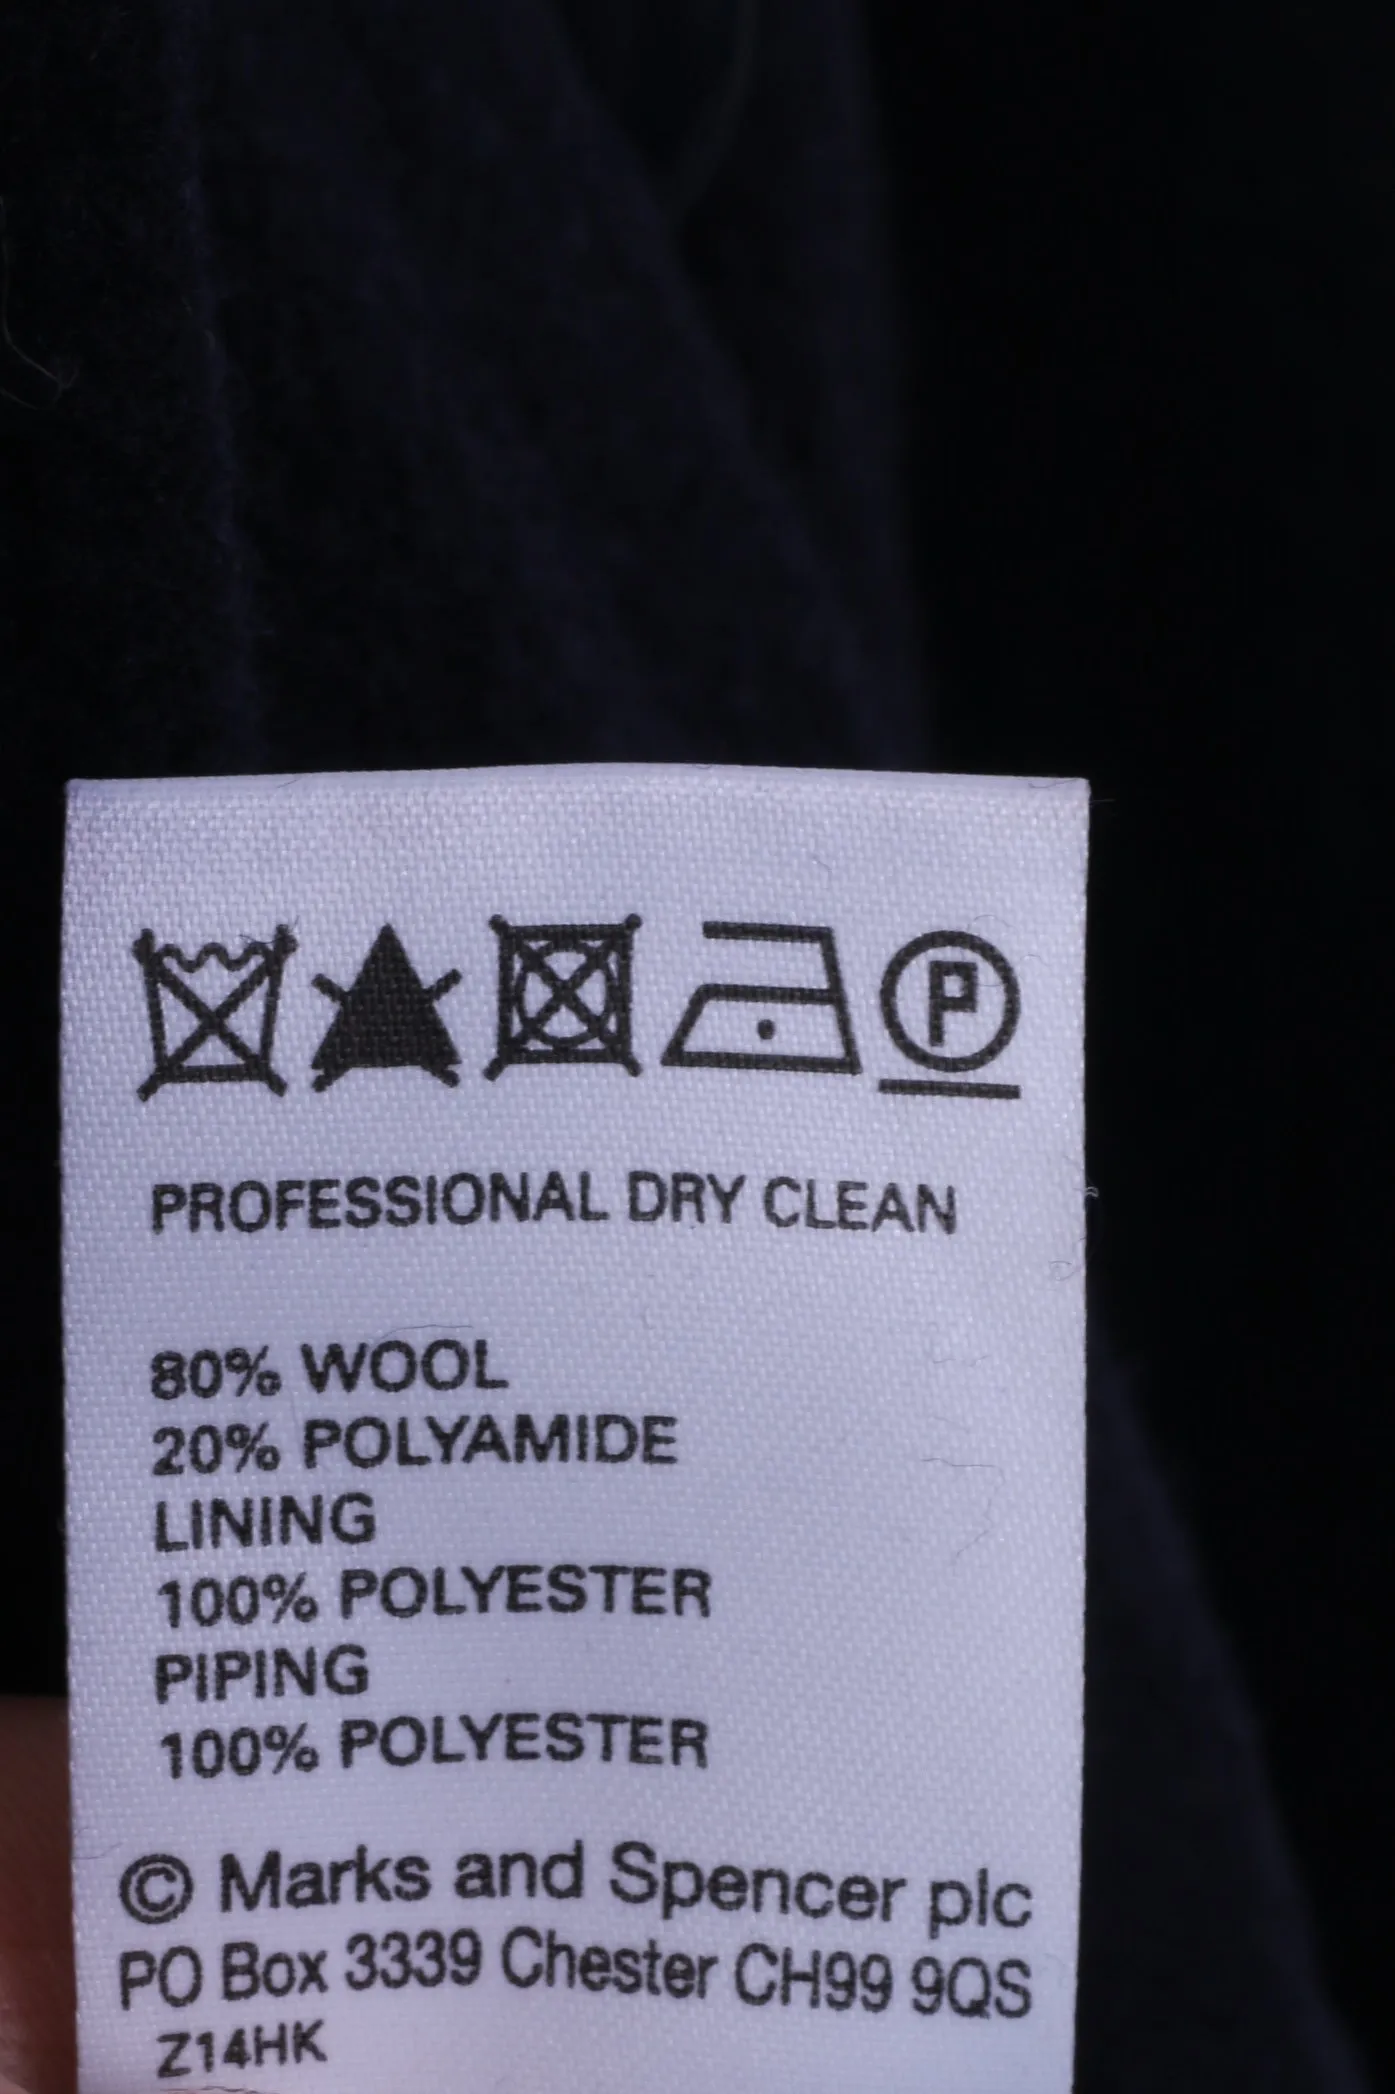 P
PROFESSIONAL DRY CLEAN
80% WOOL
20% POLYAMIDE
LINING
100% POLYESTER
PIPING
100% POLYESTER
© Marks and Spencer plc
PO Box 3339 Chester CH99 9QS
Z14HK